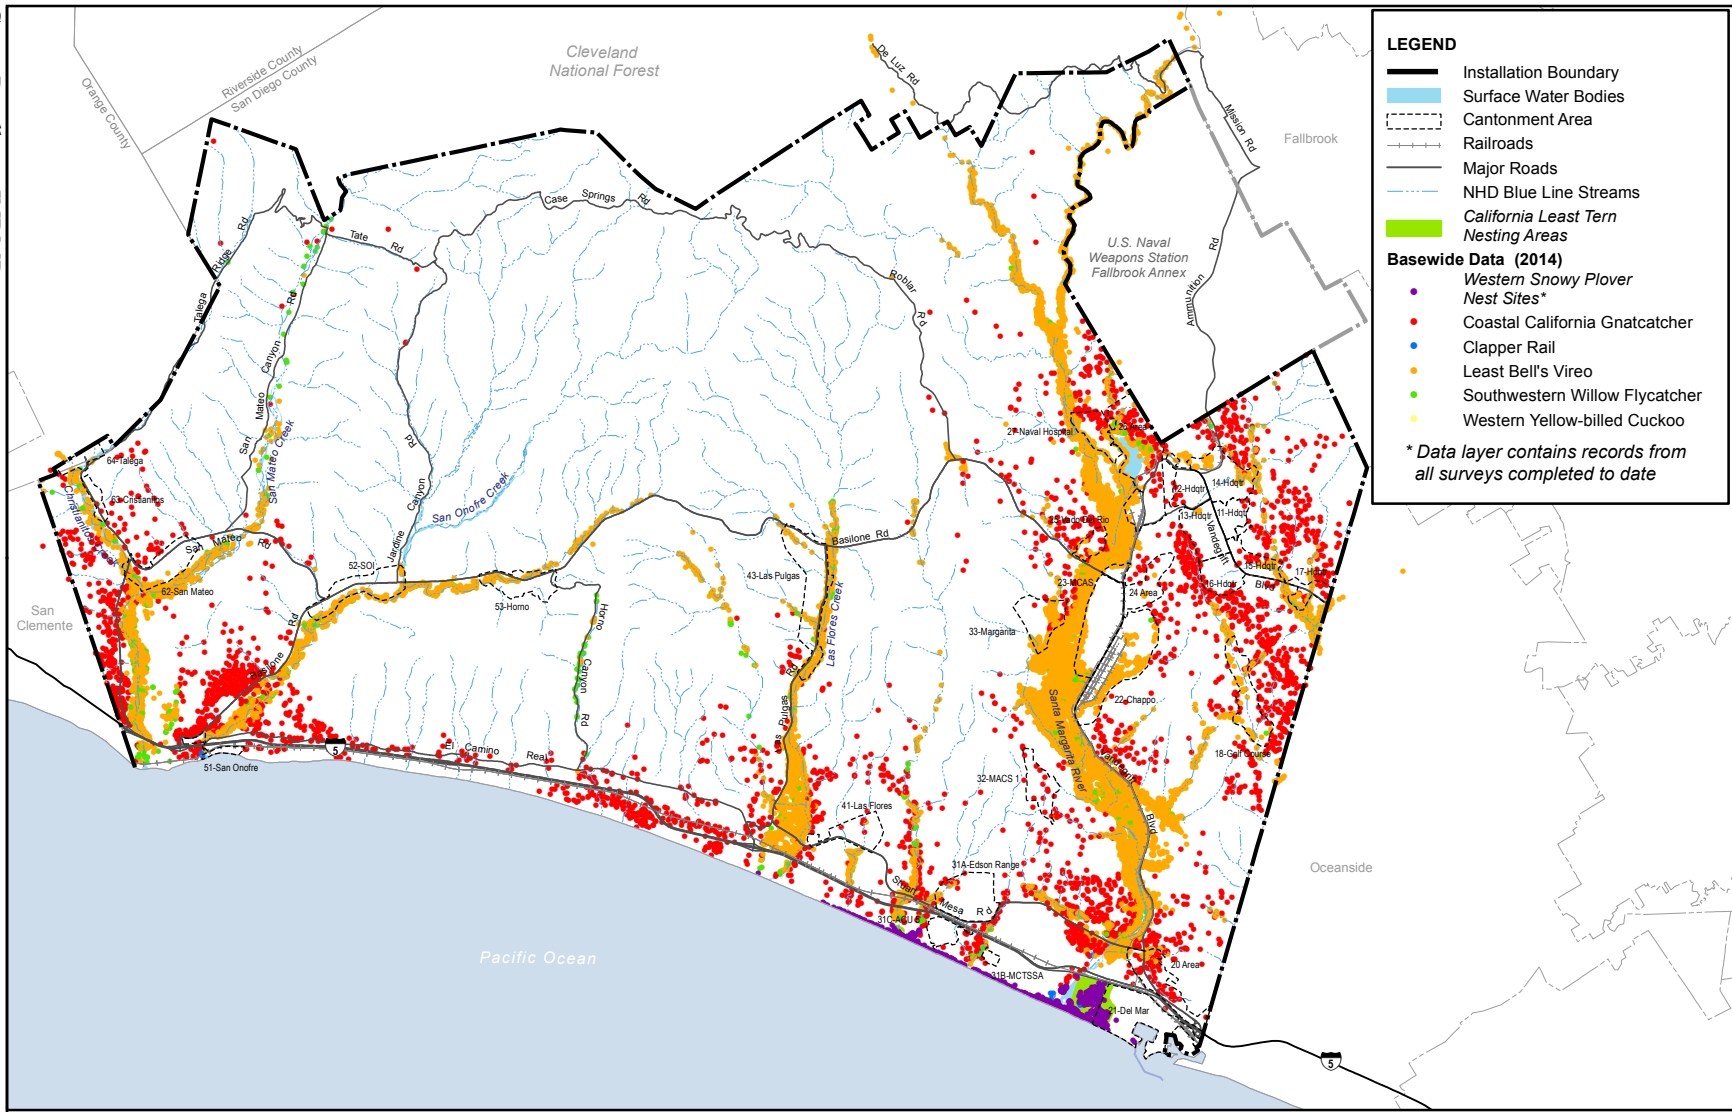 Cleveland
National Forest
Riverside County
San Diego County
Orange County
De Luz Rd
Mission Rd
Fallbrook
U.S. Naval
Weapons Station
Fallbrook Annex
Ammunition Rd
Case Springs Rd
Tate Rd
Talega Ridge Rd
Roblar Rd
San Mateo Canyon Rd
San Mateo Creek
San Onofre Creek
Jardine Canyon Rd
64-Talega
63-Cristianitos
San Mateo Rd
62-San Mateo
52-SOI
53-Horno
Basilone Rd
Basilone Rd
43-Las Pulgas
Las Flores Creek
Las Pulgas Rd
Horno Canyon Rd
27-Naval Hospital
25-Vado Del Rio
23-MCAS
24 Area
33-Margarita
22-Chappo
Santa Margarita River
12-Hdqtr
14-Hdqtr
13-Hdqtr
11-Hdqtr
15-Hdqtr
16-Hdqtr
17-Hdqtr
Vandegrift
Blvd
18-Golf Course
Vandegrift Blvd
32-MACS 1
41-Las Flores
31A-Edson Range
Stuart Mesa Rd
31B-MCTSSA
20 Area
21-Del Mar
51-San Onofre
El Camino Real
5
5
San
Clemente
Oceanside
Pacific Ocean
LEGEND
Installation Boundary
Surface Water Bodies
Cantonment Area
Railroads
Major Roads
NHD Blue Line Streams
California Least Tern
Nesting Areas
Basewide Data (2014)
Western Snowy Plover
Nest Sites*
Coastal California Gnatcatcher
Clapper Rail
Least Bell's Vireo
Southwestern Willow Flycatcher
Western Yellow-billed Cuckoo
* Data layer contains records from
all surveys completed to date